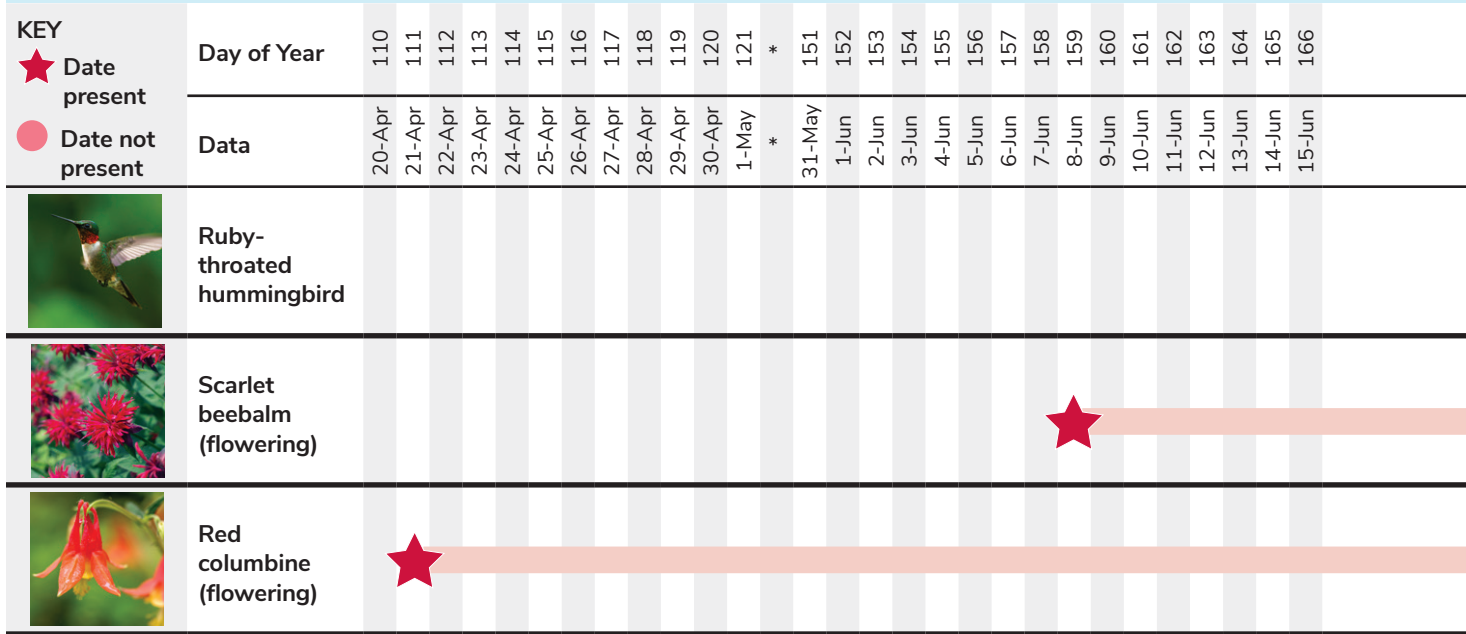 KEY
Date
present
Date not
present
Day of Year
110 111 112 113 114 115 116 117 118 119 120 121 * 151 152 153 154 155 156 157 158 159 160 161 162 163 164 165 166
Data
20-Apr 21-Apr 22-Apr 23-Apr 24-Apr 25-Apr 26-Apr 27-Apr 28-Apr 29-Apr 30-Apr 1-May * 31-May 1-Jun 2-Jun 3-Jun 4-Jun 5-Jun 6-Jun 7-Jun 8-Jun 9-Jun 10-Jun 11-Jun 12-Jun 13-Jun 14-Jun 15-Jun
Ruby-
throated
hummingbird
Scarlet
beebalm
(flowering)
Red
columbine
(flowering)